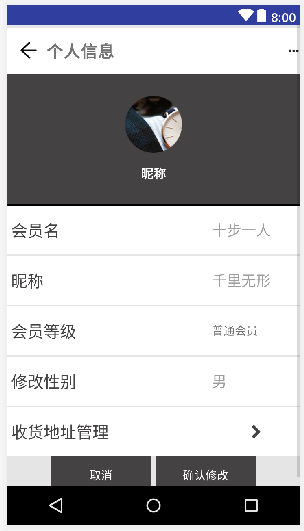 8:00
个人信息
昵称
会员名 十步一人
昵称 千里无形
会员等级 普通会员
修改性别 男
收货地址管理
取消 确认修改